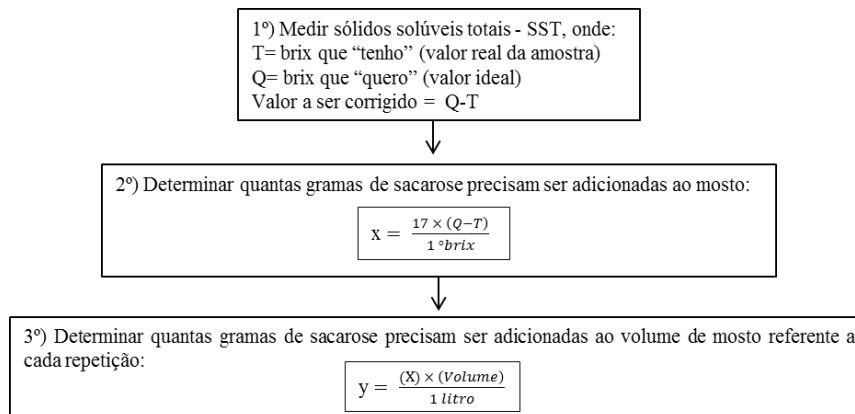 1º) Medir sólidos solúveis totais - SST, onde:
T= brix que “tenho” (valor real da amostra)
Q= brix que “quero” (valor ideal)
Valor a ser corrigido = Q-T
2º) Determinar quantas gramas de sacarose precisam ser adicionadas ao mosto:
x = 17 × (Q−T) / 1 °brix
3º) Determinar quantas gramas de sacarose precisam ser adicionadas ao volume de mosto referente a
cada repetição:
y = (X) × (Volume) / 1 litro